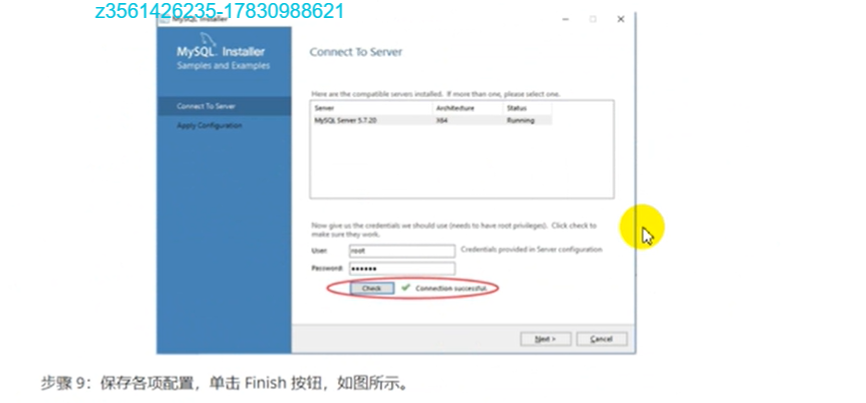 z3561426235-17830988621
MySQL Installer
MySQL. Installer
Samples and Examples
Connect To Server
Apply Configuration
Connect To Server
Here are the compatible servers installed. If more than one, please select one.
Server Architecture Status
MySQL Server 5.7.20 X64 Running
Now give us the credentials we should use (needs to have root privileges). Click check to
make sure they work.
User: root Credentials provided in Server configuration
Password: ••••••
Check Connection successful.
Next > Cancel
步骤 9：保存各项配置，单击 Finish 按钮，如图所示。